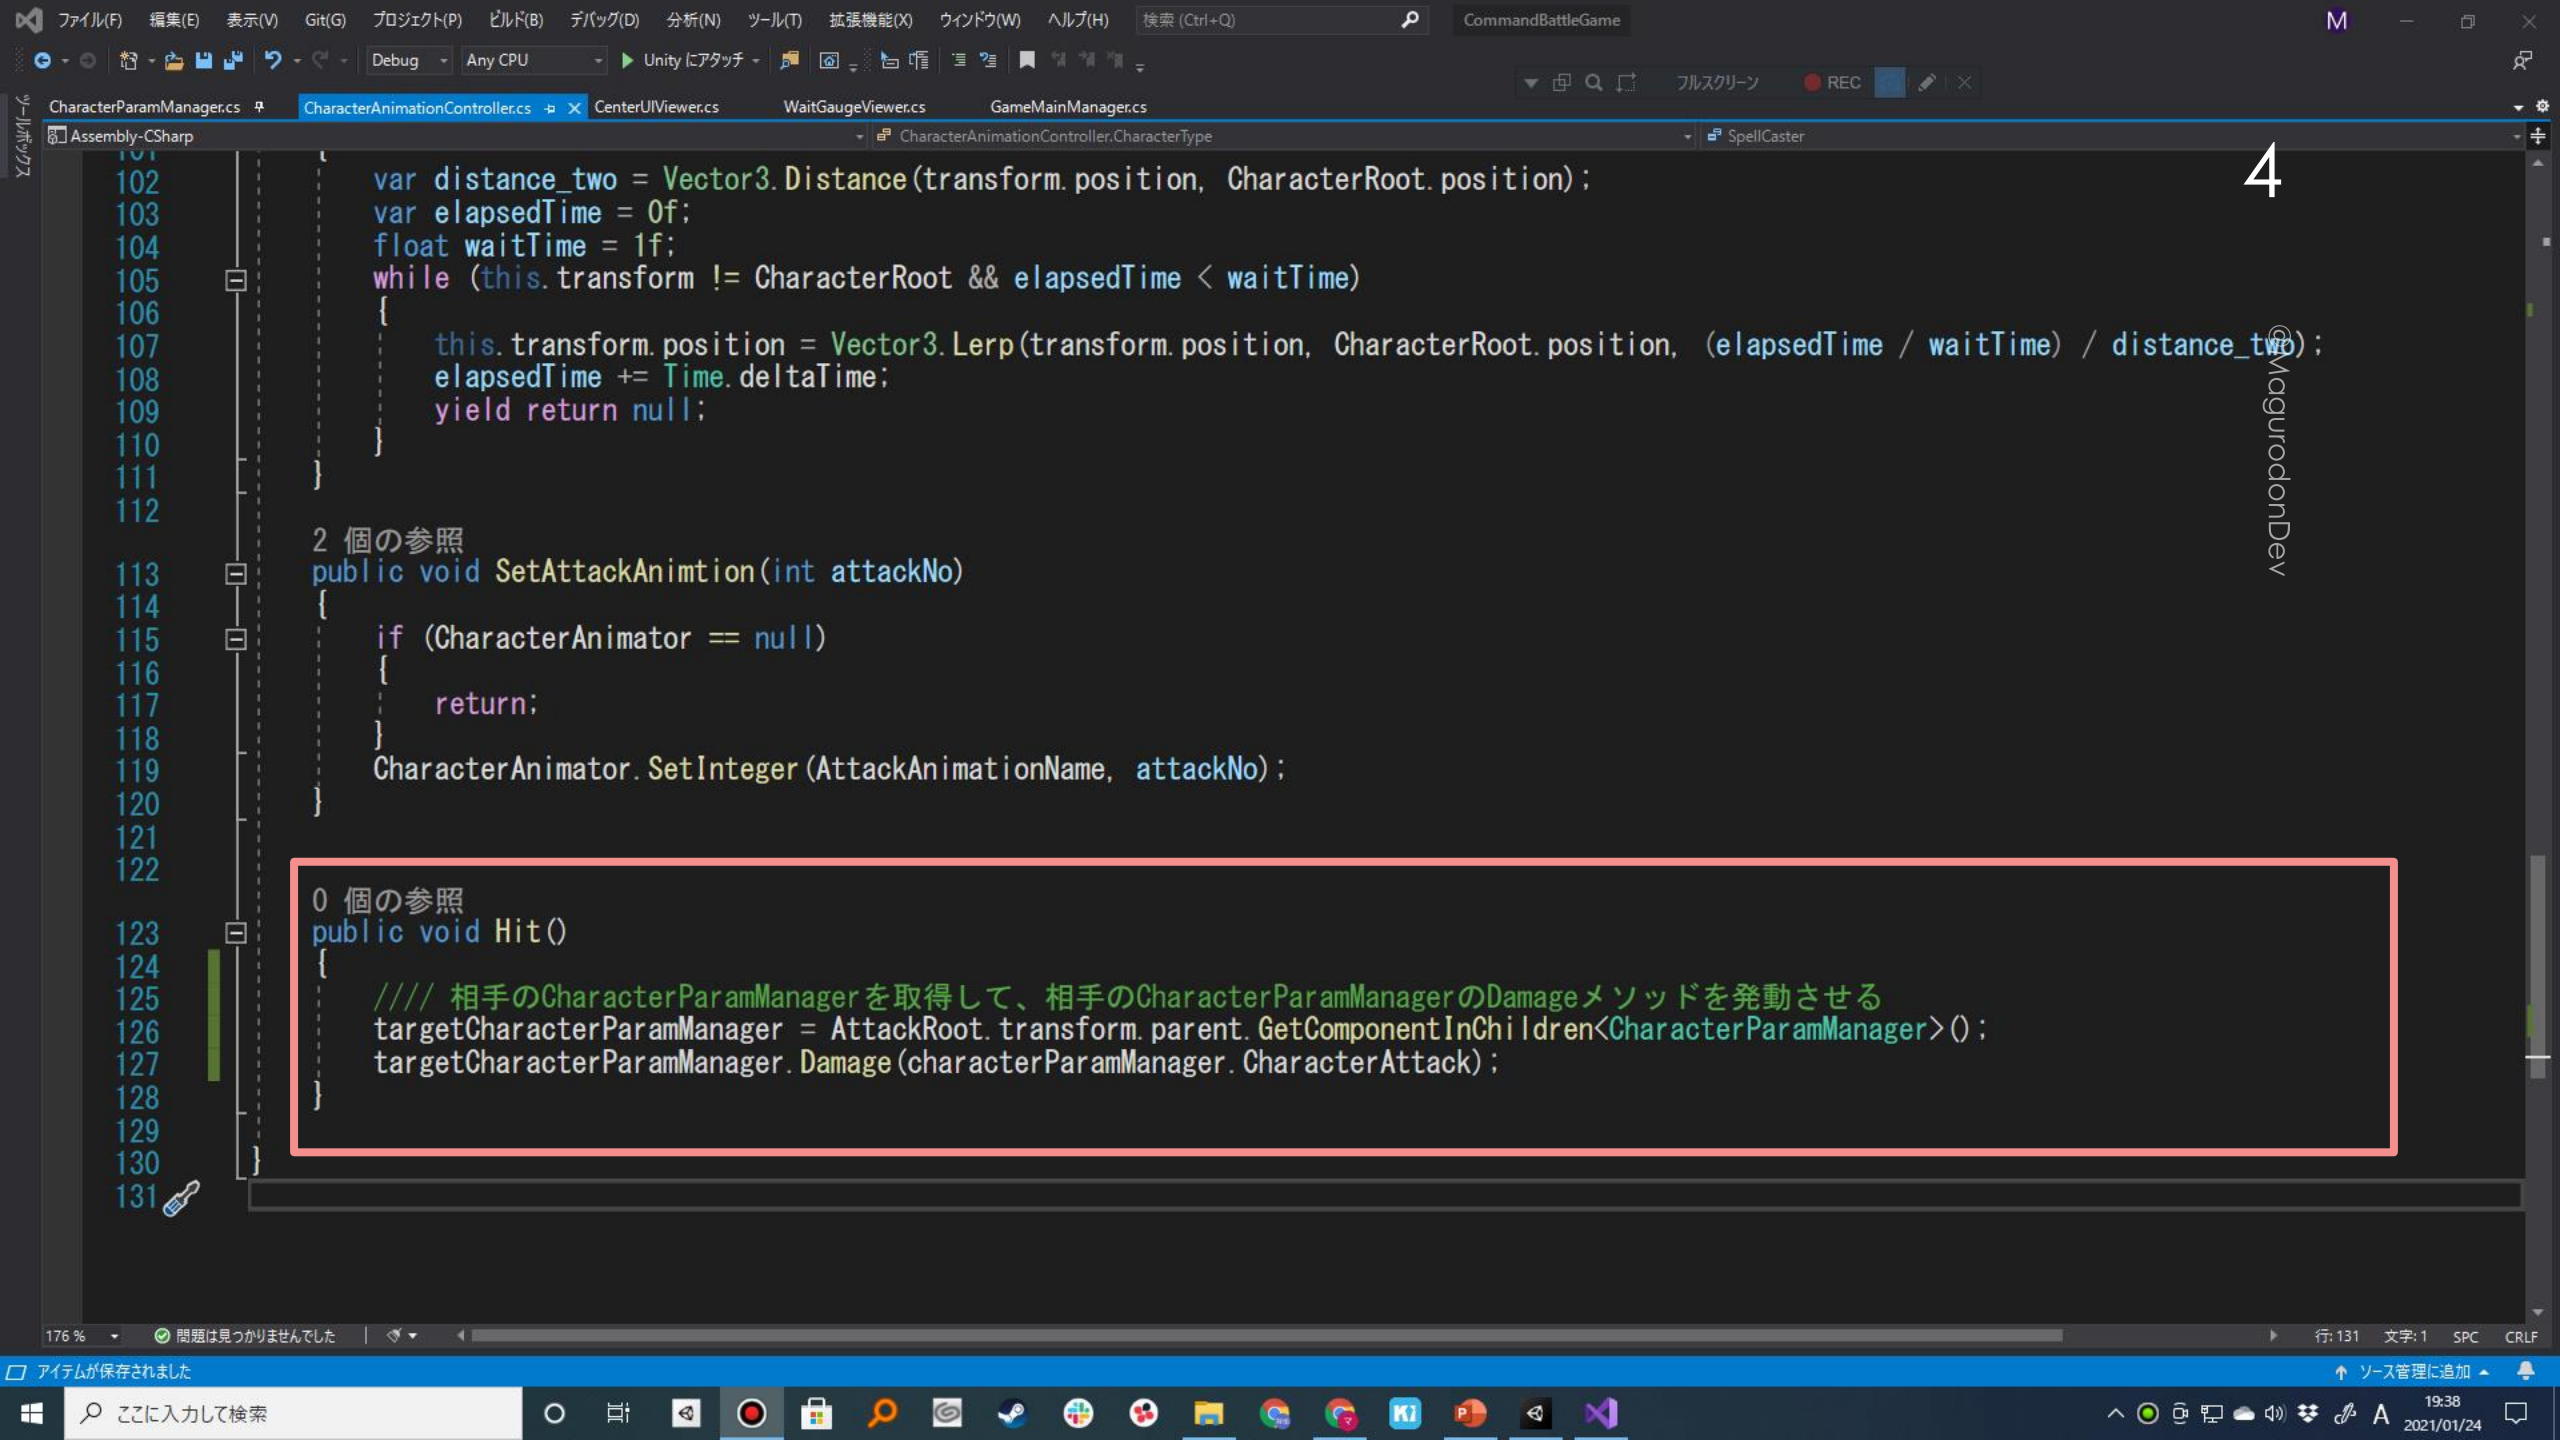 ファイル(F) 編集(E) 表示(V) Git(G) プロジェクト(P) ビルド(B) デバッグ(D) 分析(N) ツール(T) 拡張機能(X) ウィンドウ(W) ヘルプ(H) 検索 (Ctrl+Q) CommandBattleGame M
Debug Any CPU Unity にアタッチ
フルスクリーン REC
ツールボックス
CharacterParamManager.cs CharacterAnimationController.cs CenterUIViewer.cs WaitGaugeViewer.cs GameMainManager.cs
Assembly-CSharp CharacterAnimationController.CharacterType SpellCaster
4
@MagurodonDev
101 {
102 var distance_two = Vector3.Distance(transform.position, CharacterRoot.position);
103 var elapsedTime = 0f;
104 float waitTime = 1f;
105 while (this.transform != CharacterRoot && elapsedTime < waitTime)
106 {
107 this.transform.position = Vector3.Lerp(transform.position, CharacterRoot.position, (elapsedTime / waitTime) / distance_two);
108 elapsedTime += Time.deltaTime;
109 yield return null;
110 }
111 }
112
2 個の参照
113 public void SetAttackAnimtion(int attackNo)
114 {
115 if (CharacterAnimator == null)
116 {
117 return;
118 }
119 CharacterAnimator.SetInteger(AttackAnimationName, attackNo);
120 }
121
122
0 個の参照
123 public void Hit()
124 {
125 //// 相手のCharacterParamManagerを取得して、相手のCharacterParamManagerのDamageメソッドを発動させる
126 targetCharacterParamManager = AttackRoot.transform.parent.GetComponentInChildren<CharacterParamManager>();
127 targetCharacterParamManager.Damage(characterParamManager.CharacterAttack);
128 }
129
130 }
131
176 % 問題は見つかりませんでした 行: 131 文字: 1 SPC CRLF
アイテムが保存されました ソース管理に追加
ここに入力して検索 A 19:38
2021/01/24